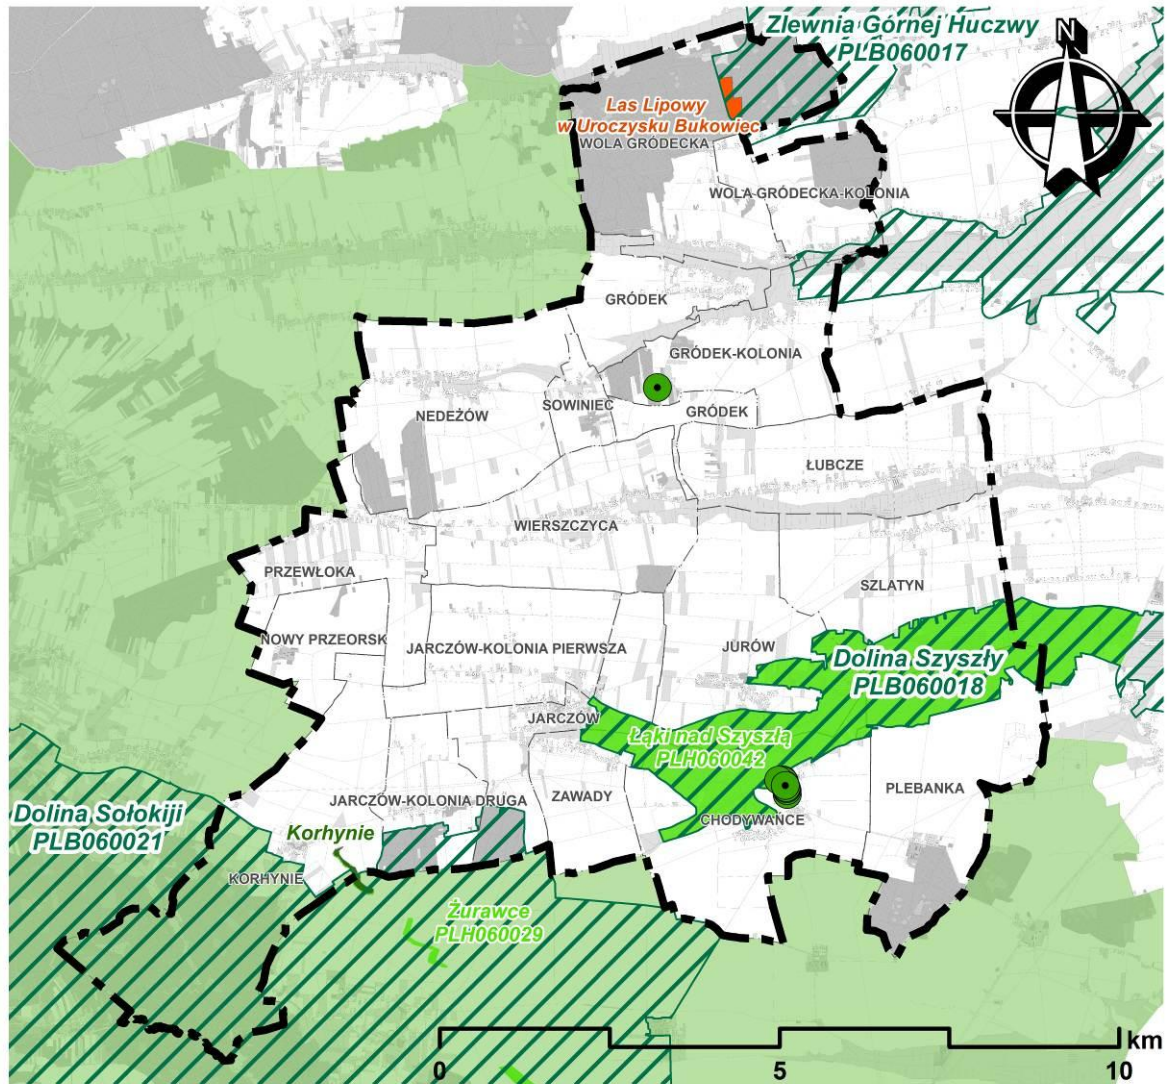 Zlewnia Górnej Huczwy
PLB060017
N
Las Lipowy
w Uroczysku Bukowiec
WOLA GRÓDECKA
WOLA GRÓDECKA-KOLONIA
GRÓDEK
GRÓDEK-KOLONIA
SOWINIEC
GRÓDEK
NEDEŻÓW
ŁUBCZE
WIERSZCZYCA
PRZEWŁOKA
SZLATYN
NOWY PRZEORSK
JARCZÓW-KOLONIA PIERWSZA
JURÓW
Dolina Szyszły
PLB060018
JARCZÓW
Łąki nad Szyszłą
PLH060042
PLEBANKA
ZAWADY
JARCZÓW-KOLONIA DRUGA
CHODYWAŃCE
Dolina Sołokiji
PLB060021
Korhynie
KORHYNIE
Żurawce
PLH060029
km
0 5 10